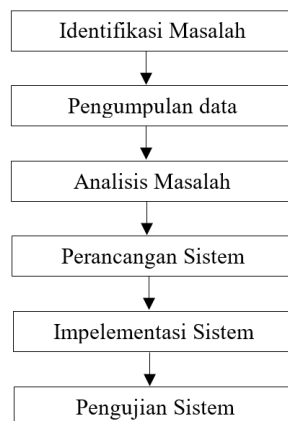 Identifikasi Masalah
Pengumpulan data
Analisis Masalah
Perancangan Sistem
Impelementasi Sistem
Pengujian Sistem